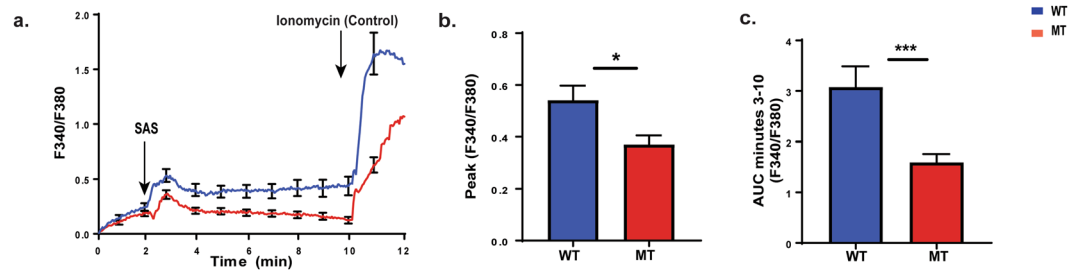 a.
Ionomycin (Control)
SAS
F340/F380
2.0
1.5
1.0
0.5
0.0
0 2 4 6 8 10 12
Time (min)
b.
*
Peak (F340/F380)
0.8
0.6
0.4
0.2
0.0
WT MT
c.
***
AUC minutes 3-10
(F340/F380)
4
3
2
1
0
WT MT
WT
MT